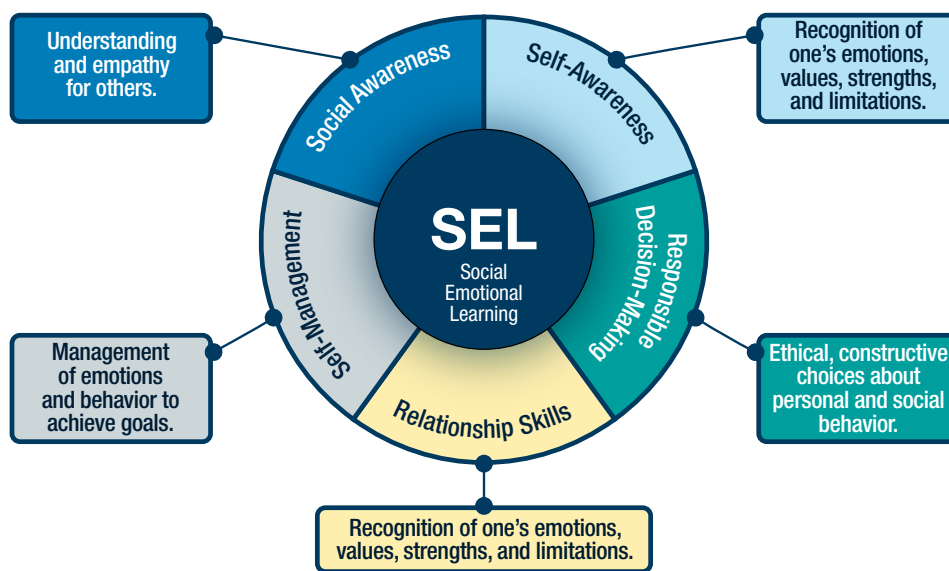 Understanding
and empathy
for others.
Social Awareness
Self-Awareness
Recognition of
one's emotions,
values, strengths,
and limitations.
SEL
Social
Emotional
Learning
Self-Management
Responsible
Decision-Making
Management
of emotions
and behavior to
achieve goals.
Relationship Skills
Ethical, constructive
choices about
personal and social
behavior.
Recognition of one's emotions,
values, strengths, and limitations.